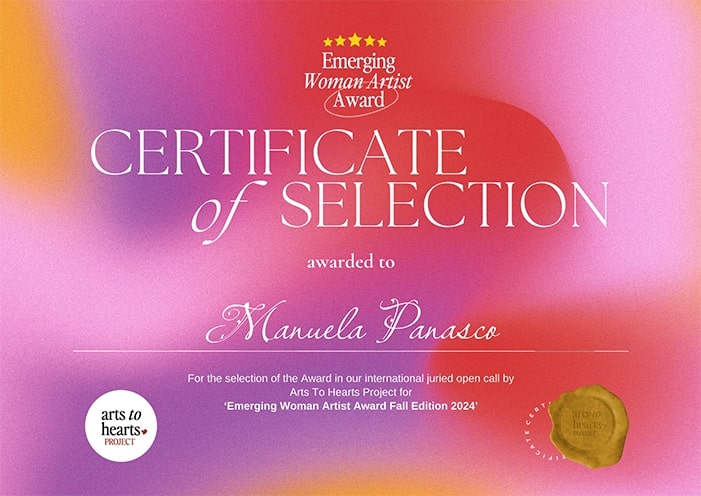 Emerging
Woman Artist
Award
CERTIFICATE
of SELECTION
awarded to
Manuela Panasco
For the selection of the Award in our international juried open call by
Arts To Hearts Project for
‘Emerging Woman Artist Award Fall Edition 2024’
arts to
hearts
PROJECT
arts to
hearts
PROJECT